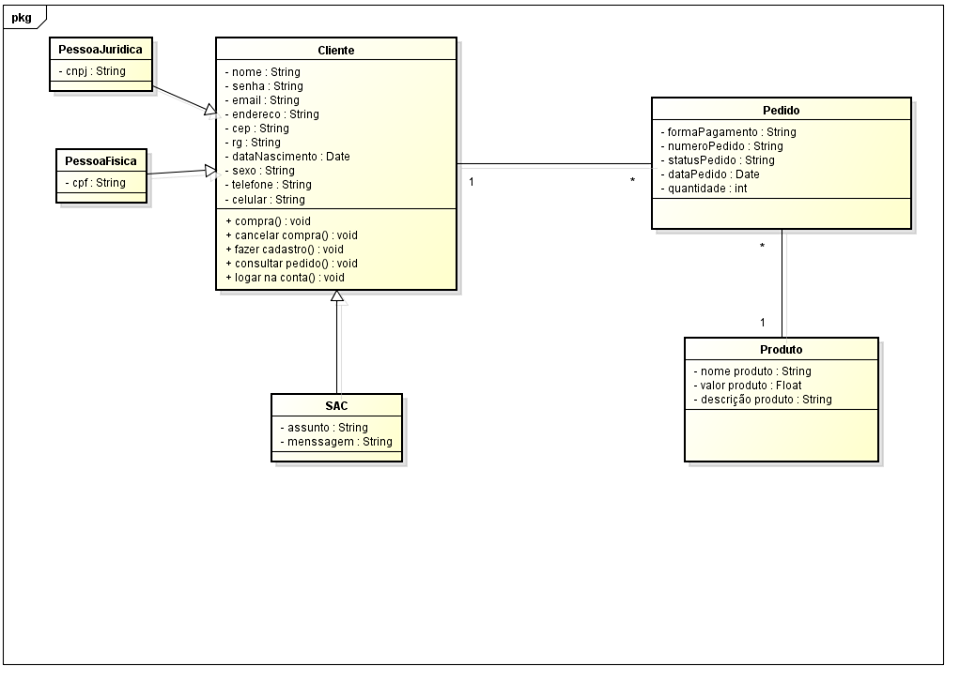 pkg
PessoaJuridica
- cnpj : String
PessoaFisica
- cpf : String
Cliente
- nome : String
- senha : String
- email : String
- endereco : String
- cep : String
- rg : String
- dataNascimento : Date
- sexo : String
- telefone : String
- celular : String
+ compra() : void
+ cancelar compra() : void
+ fazer cadastro() : void
+ consultar pedido() : void
+ logar na conta() : void
1
*
Pedido
- formaPagamento : String
- numeroPedido : String
- statusPedido : String
- dataPedido : Date
- quantidade : int
*
1
Produto
- nome produto : String
- valor produto : Float
- descrição produto : String
SAC
- assunto : String
- menssagem : String